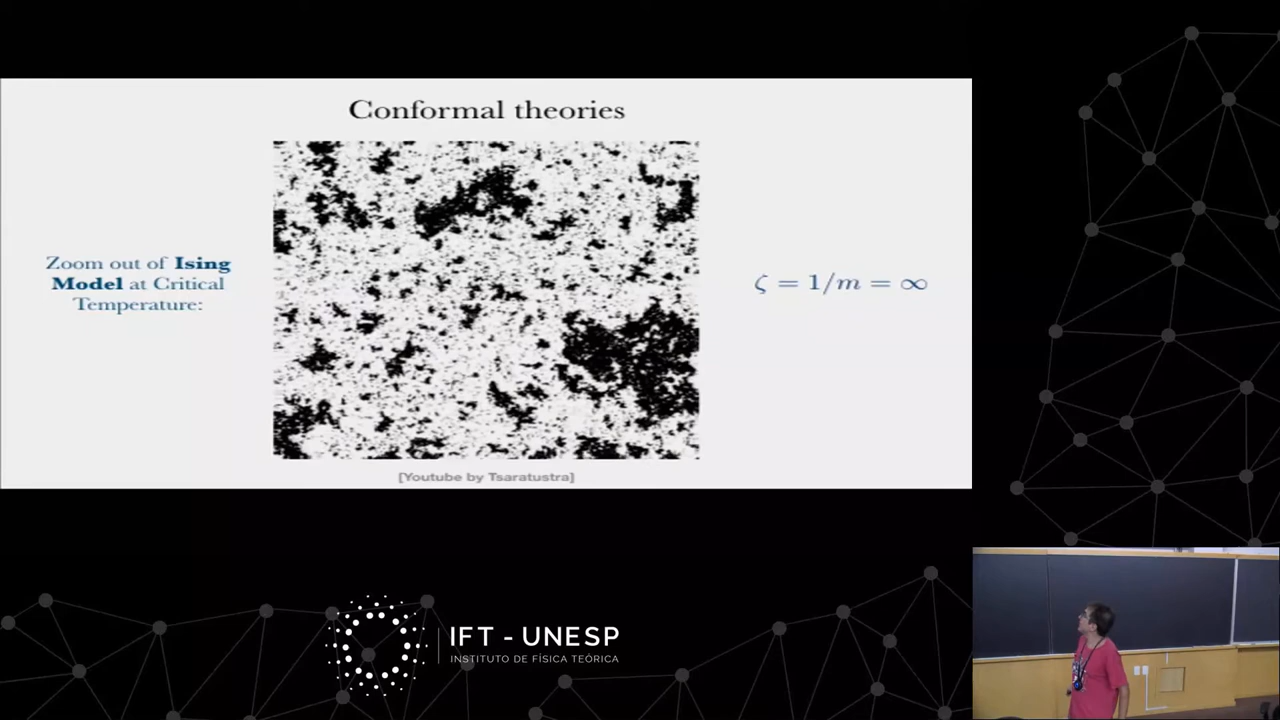 Conformal theories
Zoom out of Ising
Model at Critical
Temperature:
ζ = 1/m = ∞
[Youtube by Tsaratustra]
IFT - UNESP
INSTITUTO DE FÍSICA TEÓRICA